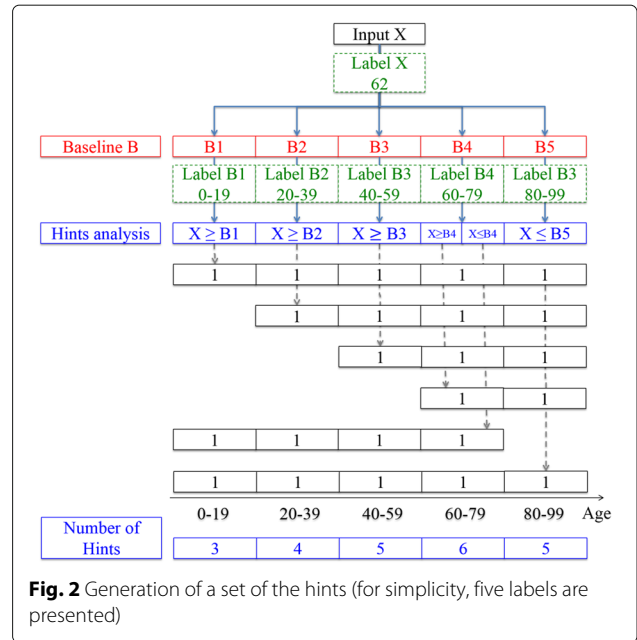 Input X
Label X
62
Baseline B B1 B2 B3 B4 B5
Label B1 Label B2 Label B3 Label B4 Label B3
0-19 20-39 40-59 60-79 80-99
Hints analysis X ≥ B1 X ≥ B2 X ≧ B3 X≥B4 X≤B4 X ≤ B5
1 1 1 1 1
1 1 1 1
1 1 1
1 1
1 1 1 1
1 1 1 1 1
0-19 20-39 40-59 60-79 80-99 Age
Number of
Hints
3 4 5 6 5
Fig. 2 Generation of a set of the hints (for simplicity, five labels are
presented)